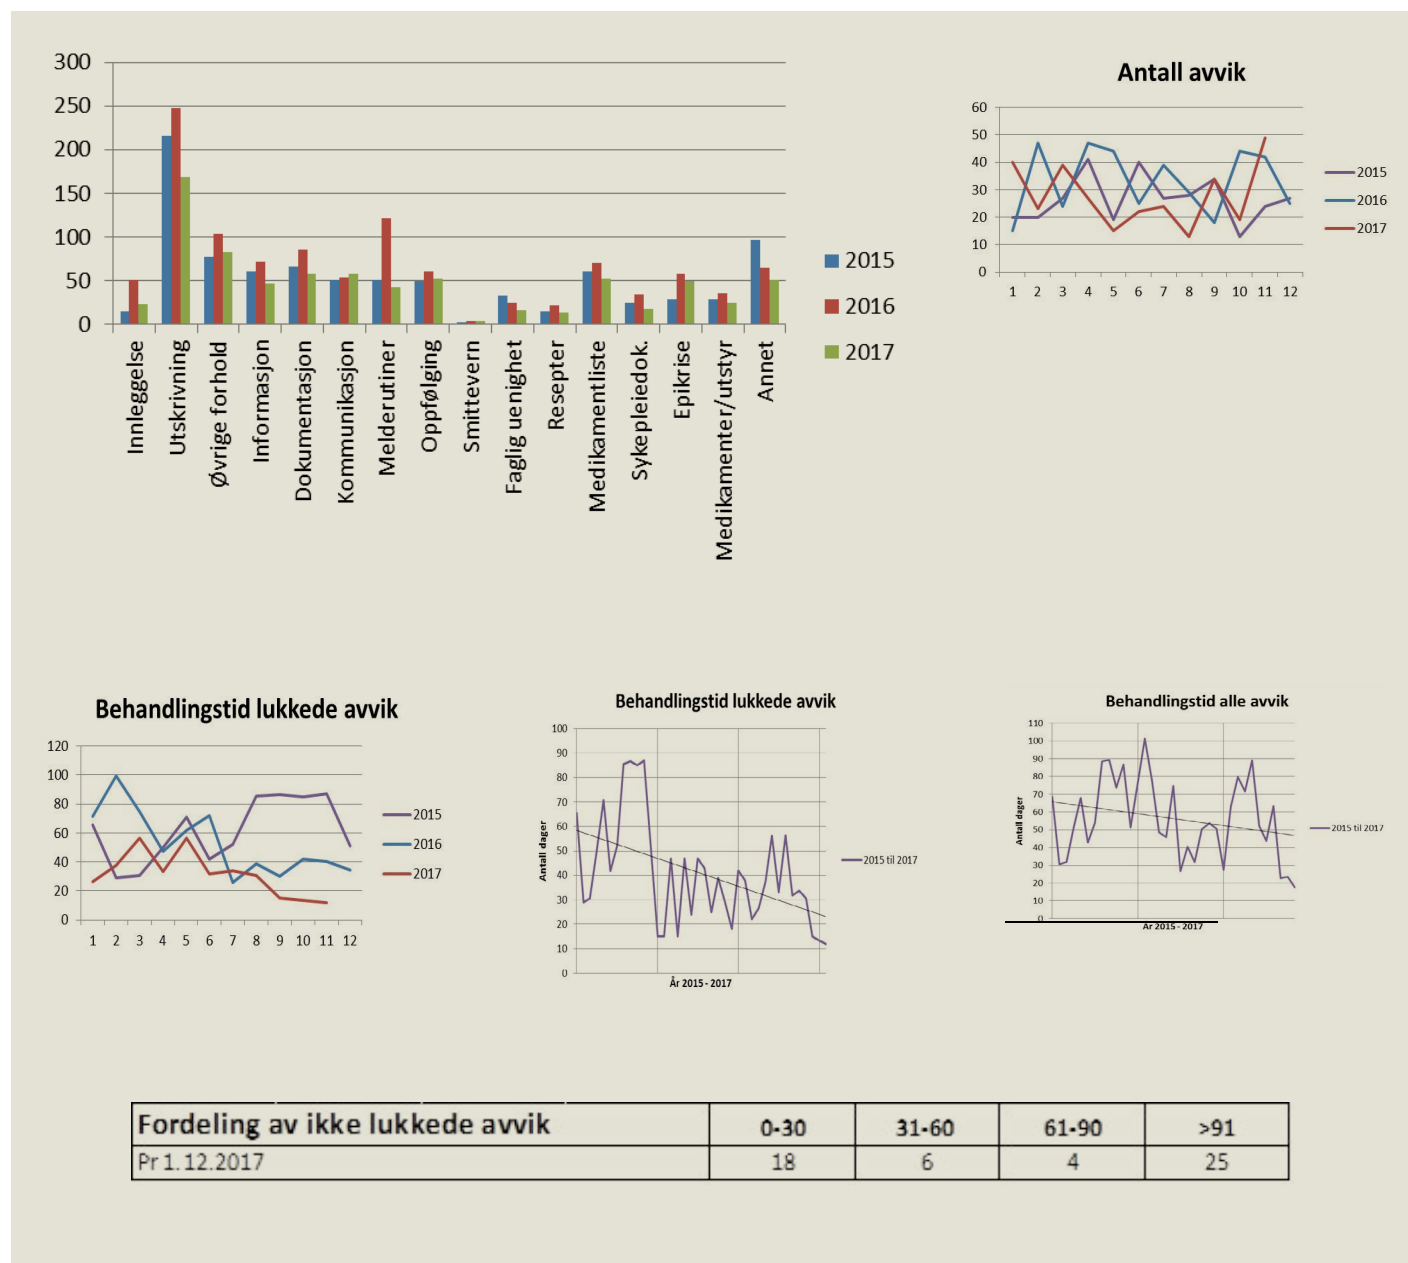 300
250
200
150
100
50
0
Innleggelse
Utskrivning
Øvrige forhold
Informasjon
Dokumentasjon
Kommunikasjon
Melderutiner
Oppfølging
Smittevern
Faglig uenighet
Resepter
Medikamentliste
Sykepleiedok.
Epikrise
Medikamenter/utstyr
Annet
2015
2016
2017
Antall avvik
60
50
40
30
20
10
0
1 2 3 4 5 6 7 8 9 10 11 12
2015
2016
2017
Behandlingstid lukkede avvik
120
100
80
60
40
20
0
1 2 3 4 5 6 7 8 9 10 11 12
2015
2016
2017
Behandlingstid lukkede avvik
Antall dager
100
90
80
70
60
50
40
30
20
10
0
År 2015 - 2017
2015 til 2017
Behandlingstid alle avvik
Antall dager
110
100
90
80
70
60
50
40
30
20
10
0
År 2015 - 2017
2015 til 2017
Fordeling av ikke lukkede avvik 0-30 31-60 61-90 >91
Pr 1.12.2017 18 6 4 25